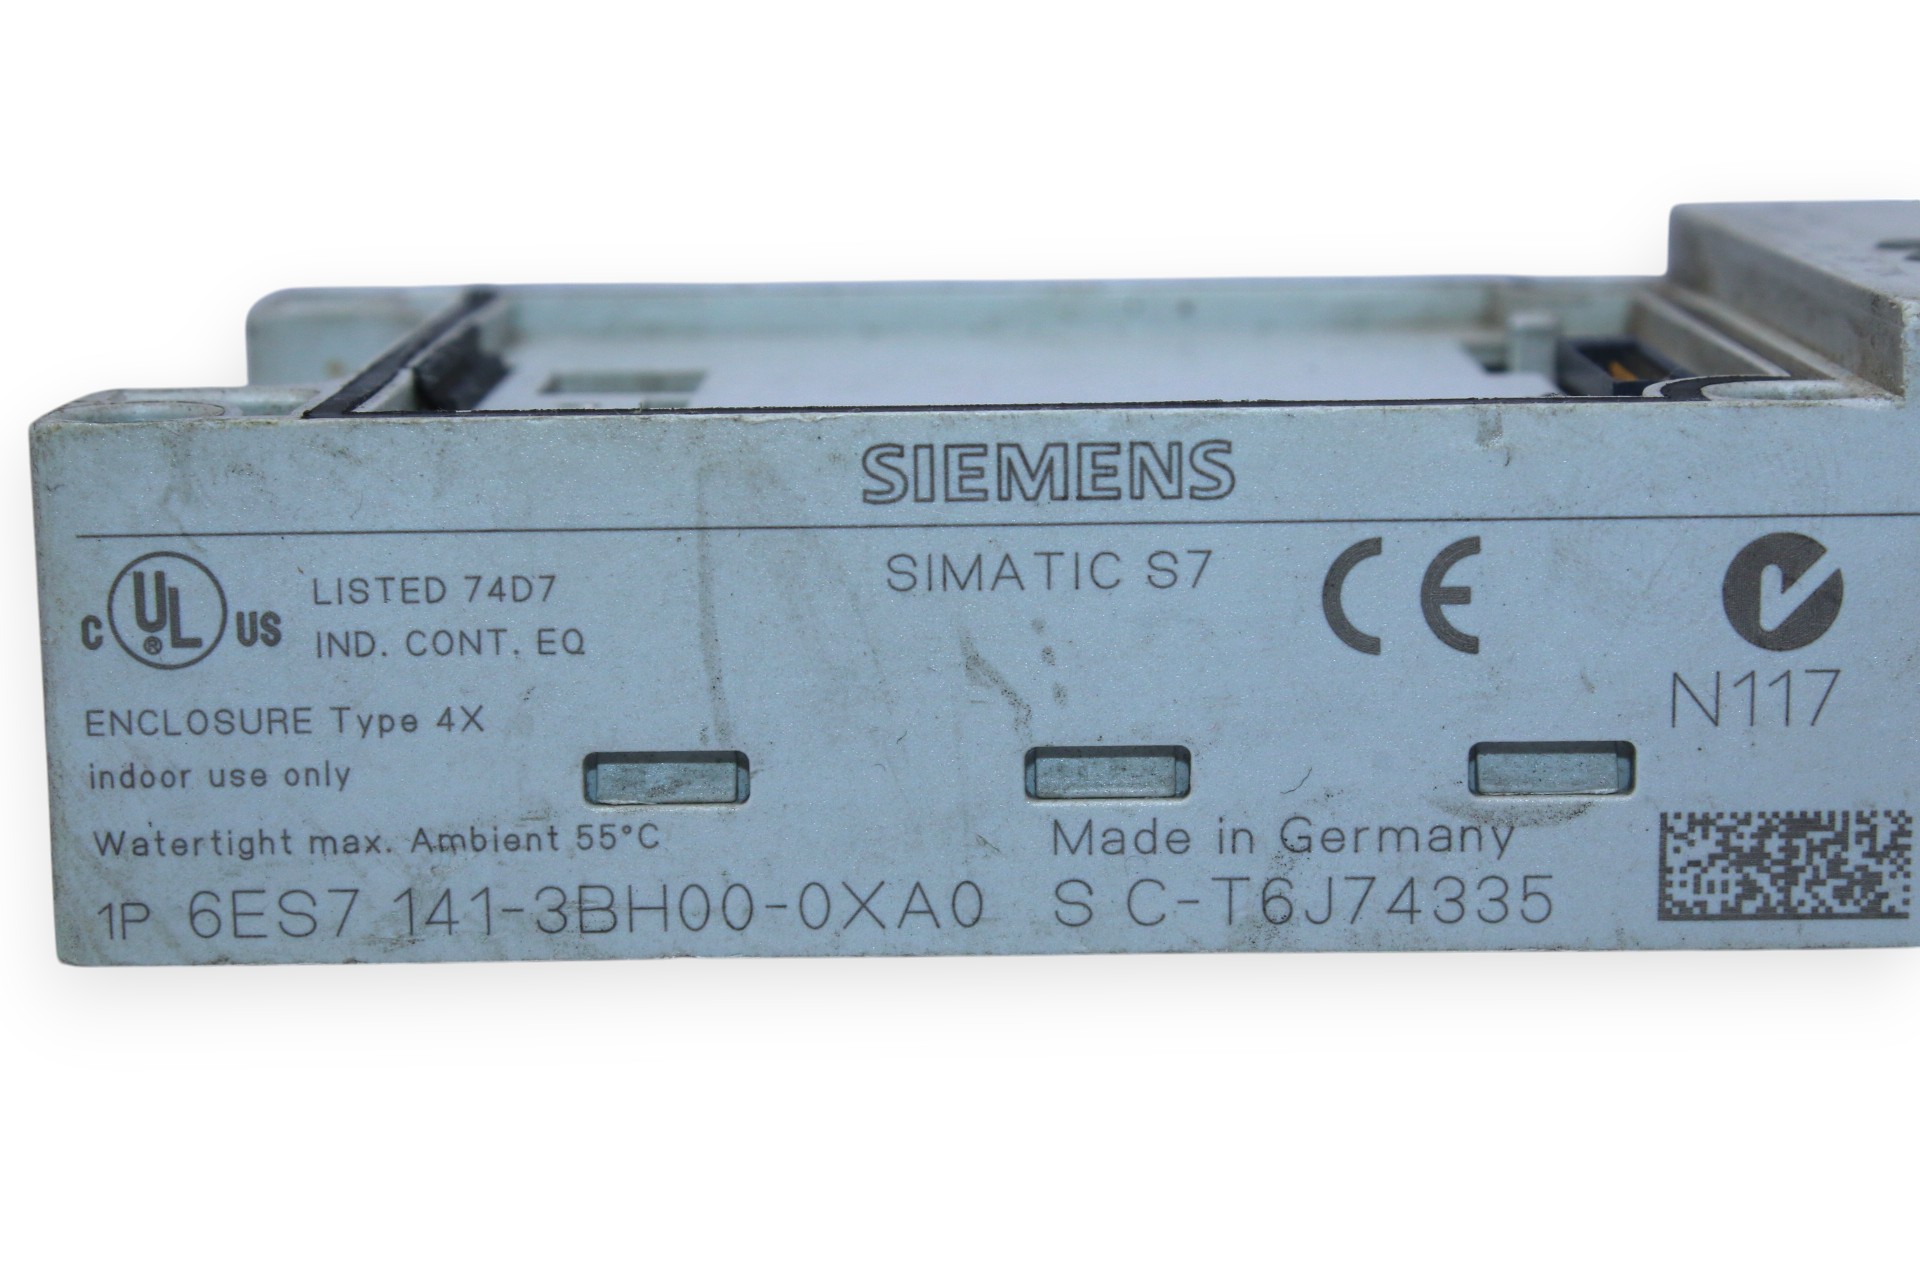 SIEMENS
SIMATIC S7
C UL® US
LISTED 74D7
IND. CONT. EQ
CE
N117
ENCLOSURE Type 4X
indoor use only
Watertight max. Ambient 55°C
Made in Germany
1P 6ES7 141-3BH00-0XA0
S C-T6J74335